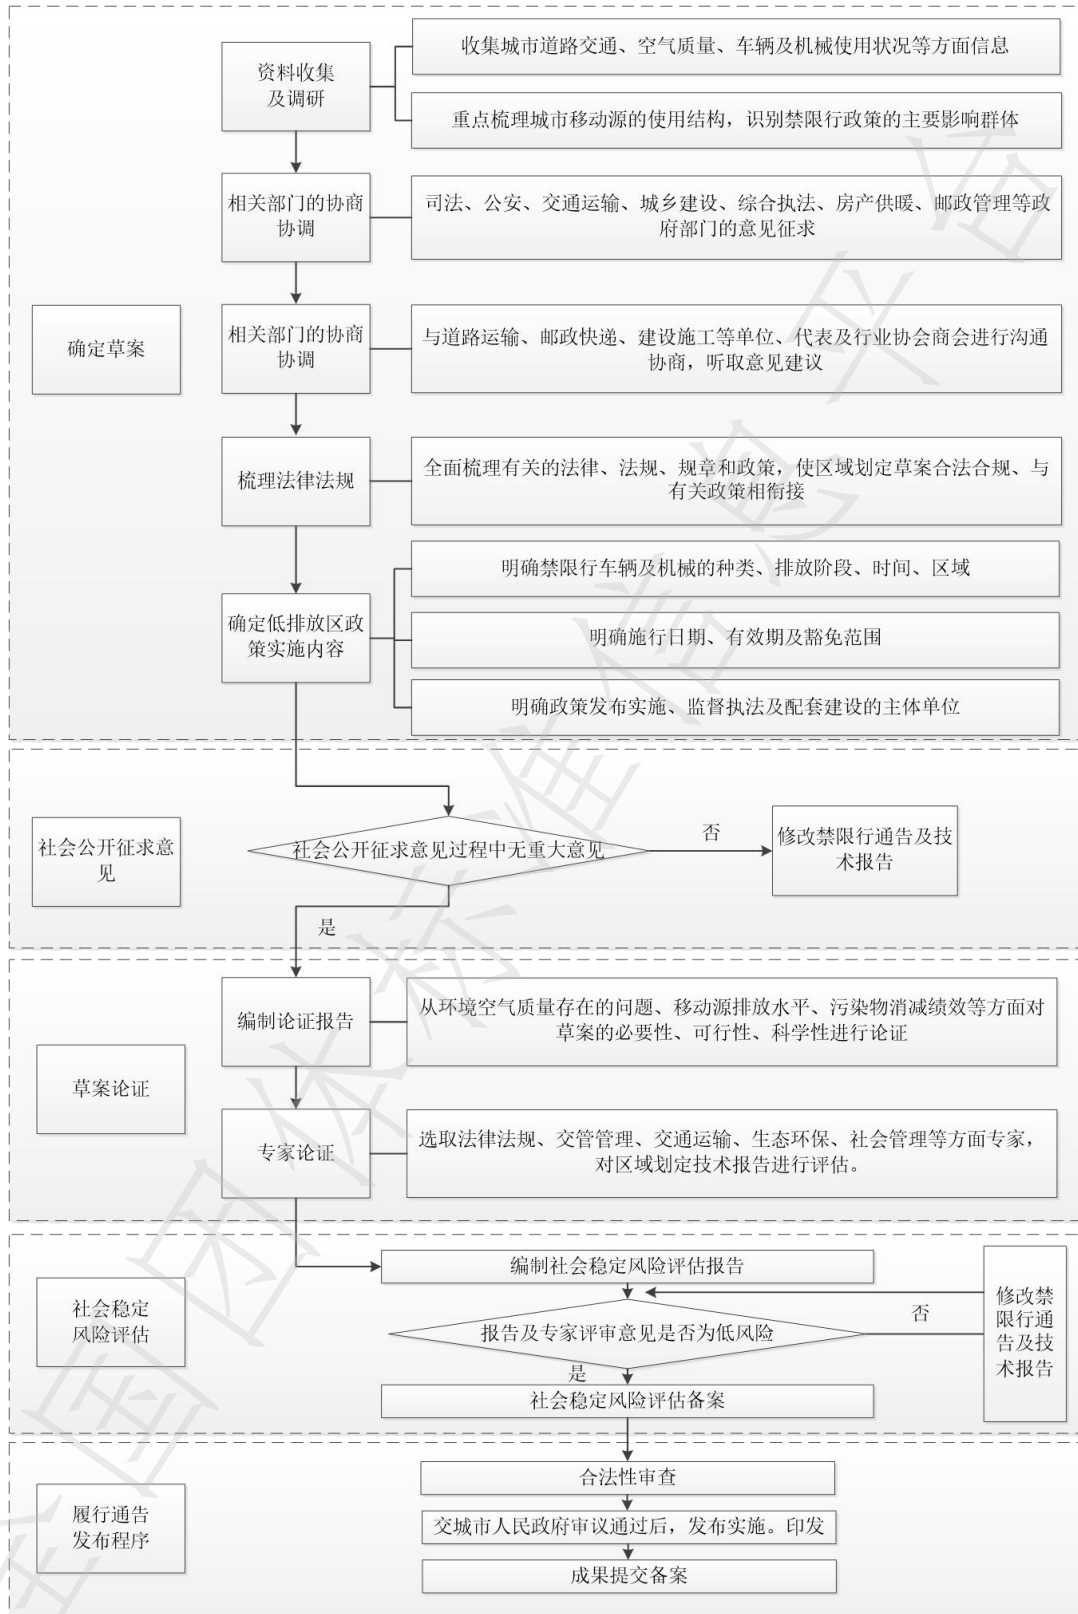 确定草案
资料收集
及调研
收集城市道路交通、空气质量、车辆及机械使用状况等方面信息
重点梳理城市移动源的使用结构，识别禁限行政策的主要影响群体
相关部门的协商
协调
司法、公安、交通运输、城乡建设、综合执法、房产供暖、邮政管理等政
府部门的意见征求
相关部门的协商
协调
与道路运输、邮政快递、建设施工等单位、代表及行业协会商会进行沟通
协商，听取意见建议
梳理法律法规
全面梳理有关的法律、法规、规章和政策，使区域划定草案合法合规、与
有关政策相衔接
确定低排放区政
策实施内容
明确禁限行车辆及机械的种类、排放阶段、时间、区域
明确施行日期、有效期及豁免范围
明确政策发布实施、监督执法及配套建设的主体单位
社会公开征求意
见
社会公开征求意见过程中无重大意见
否
修改禁限行通告及技
术报告
是
草案论证
编制论证报告
从环境空气质量存在的问题、移动源排放水平、污染物消减绩效等方面对
草案的必要性、可行性、科学性进行论证
专家论证
选取法律法规、交管管理、交通运输、生态环保、社会管理等方面专家，
对区域划定技术报告进行评估。
社会稳定
风险评估
编制社会稳定风险评估报告
报告及专家评审意见是否为低风险
否
修改禁
限行通
告及技
术报告
是
社会稳定风险评估备案
履行通告
发布程序
合法性审查
交城市人民政府审议通过后，发布实施。印发
成果提交备案
全国团体标准信息平台